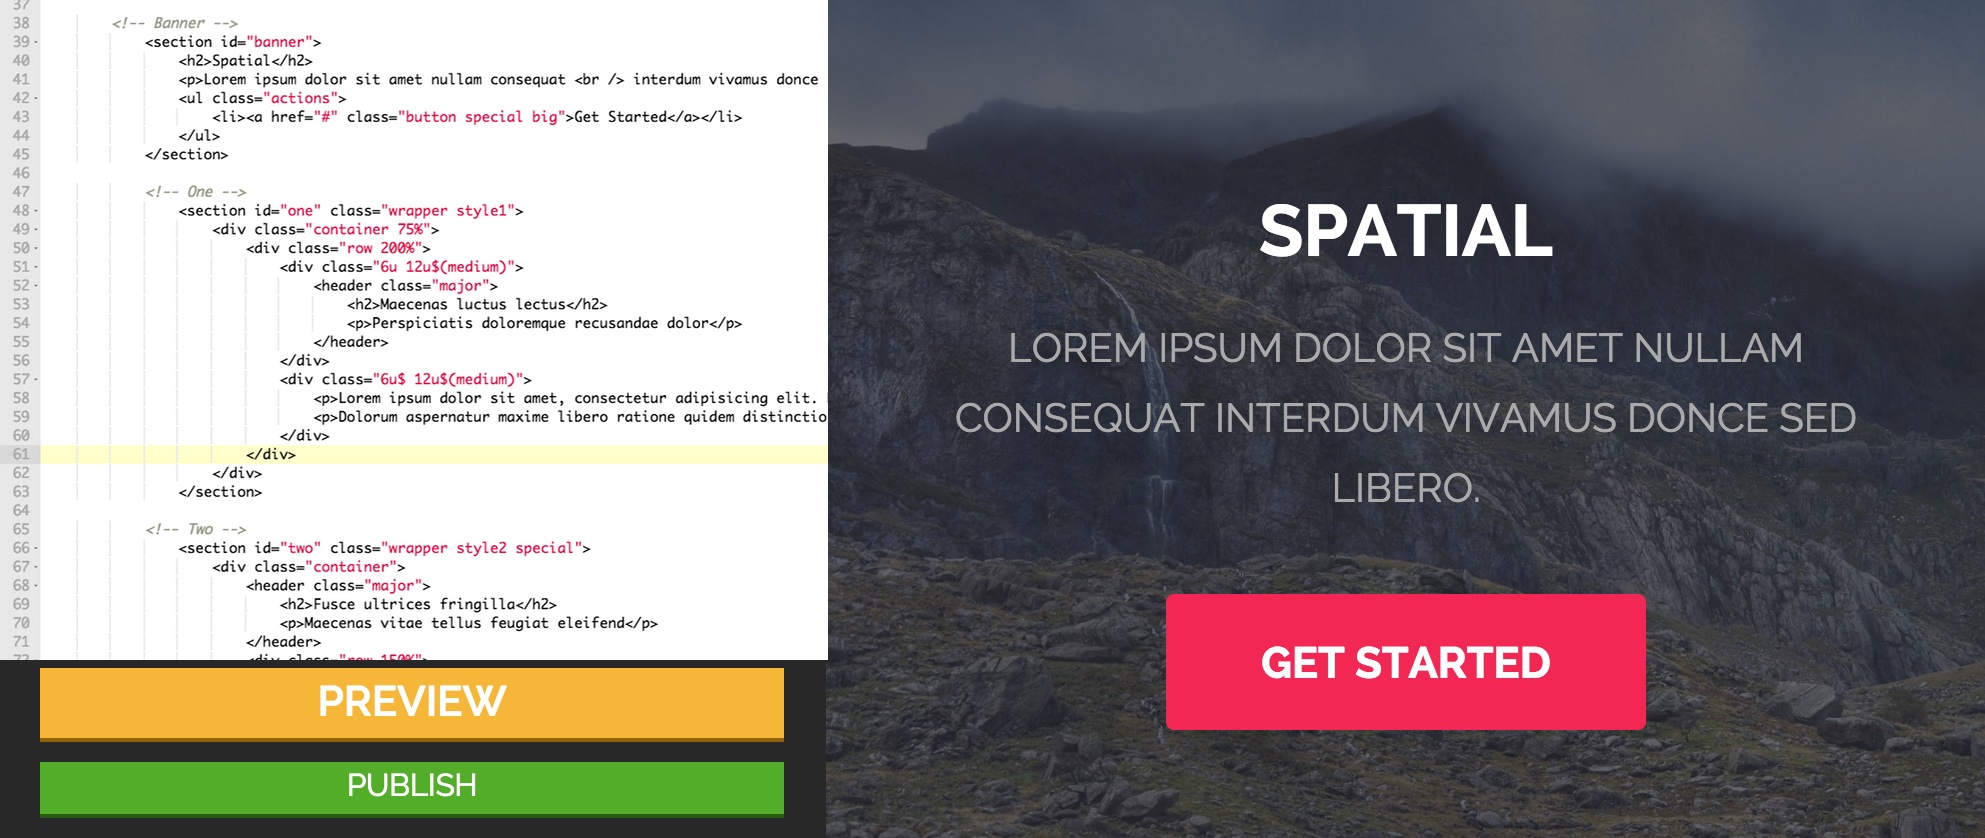 37
38 <!-- Banner -->
39 <section id="banner">
40 <h2>Spatial</h2>
41 <p>Lorem ipsum dolor sit amet nullam consequat <br /> interdum vivamus donce
42 <ul class="actions">
43 <li><a href="#" class="button special big">Get Started</a></li>
44 </ul>
45 </section>
46
47 <!-- One -->
48 <section id="one" class="wrapper style1">
49 <div class="container 75%">
50 <div class="row 200%">
51 <div class="6u 12u$(medium)">
52 <header class="major">
53 <h2>Maecenas luctus lectus</h2>
54 <p>Perspiciatis doloremque recusandae dolor</p>
55 </header>
56 </div>
57 <div class="6u$ 12u$(medium)">
58 <p>Lorem ipsum dolor sit amet, consectetur adipisicing elit.
59 <p>Dolorum aspernatur maxime libero ratione quidem distinctio
60 </div>
61 </div>
62 </div>
63 </section>
64
65 <!-- Two -->
66 <section id="two" class="wrapper style2 special">
67 <div class="container">
68 <header class="major">
69 <h2>Fusce ultrices fringilla</h2>
70 <p>Maecenas vitae tellus feugiat eleifend</p>
71 </header>
72 <div class="row 150%">
PREVIEW
PUBLISH
SPATIAL
LOREM IPSUM DOLOR SIT AMET NULLAM
CONSEQUAT INTERDUM VIVAMUS DONCE SED
LIBERO.
GET STARTED